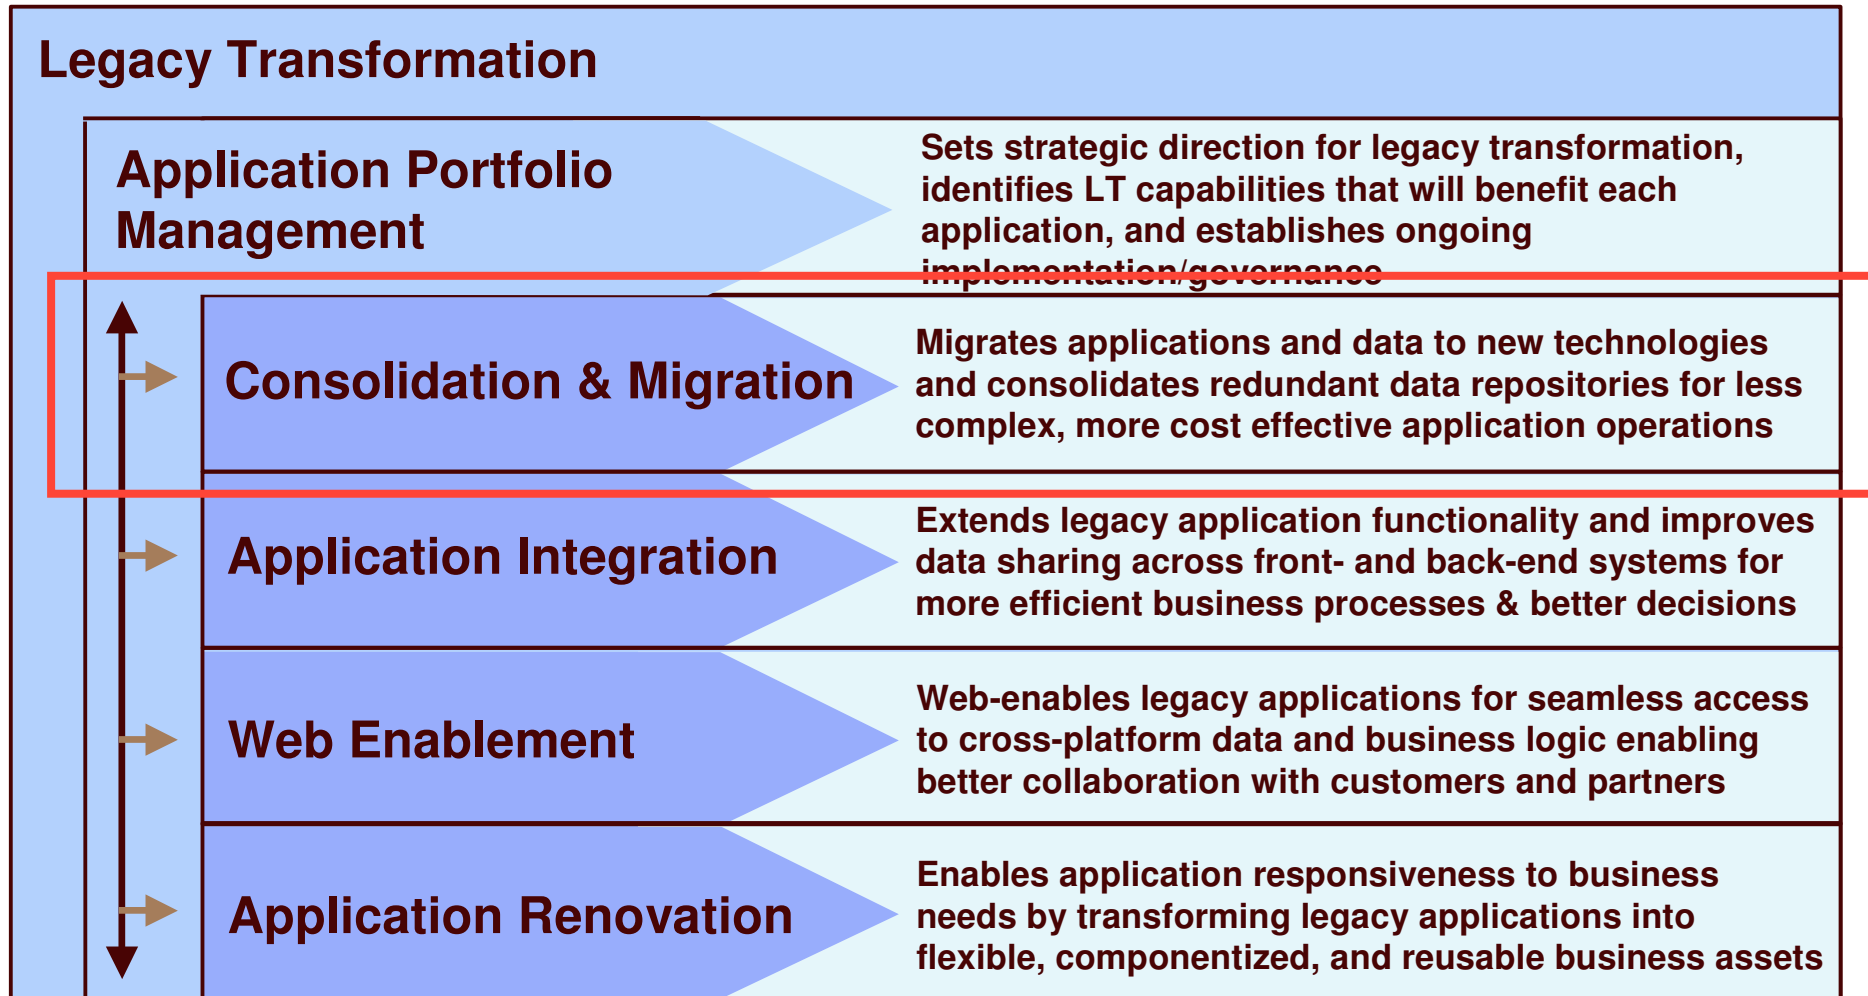 Legacy Transformation
Application Portfolio
Management
Sets strategic direction for legacy transformation,
identifies LT capabilities that will benefit each
application, and establishes ongoing
implementation/governance
Consolidation & Migration
Migrates applications and data to new technologies
and consolidates redundant data repositories for less
complex, more cost effective application operations
Application Integration
Extends legacy application functionality and improves
data sharing across front- and back-end systems for
more efficient business processes & better decisions
Web Enablement
Web-enables legacy applications for seamless access
to cross-platform data and business logic enabling
better collaboration with customers and partners
Application Renovation
Enables application responsiveness to business
needs by transforming legacy applications into
flexible, componentized, and reusable business assets